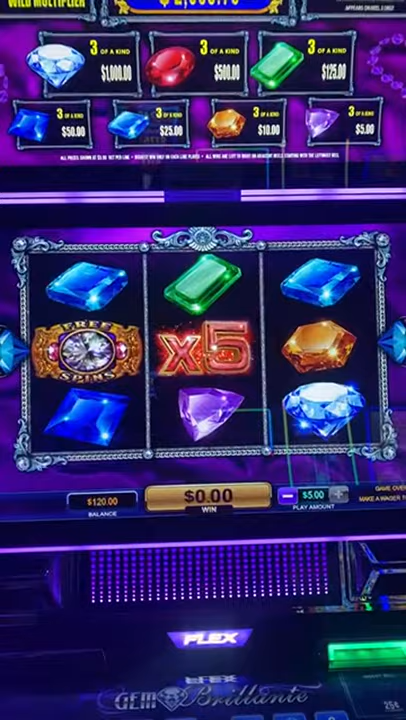 WILD MULTIPLIER
3 OF A KIND
$1,000.00
3 OF A KIND
$500.00
3 OF A KIND
$125.00
3 OF A KIND
$50.00
3 OF A KIND
$25.00
3 OF A KIND
$10.00
3 OF A KIND
$5.00
FREE
SPINS
X5
$120.00
BALANCE
$0.00
WIN
$5.00
PLAY AMOUNT
GAME OVER
MAKE A WAGER
FLEX
GEM Brillante
25¢